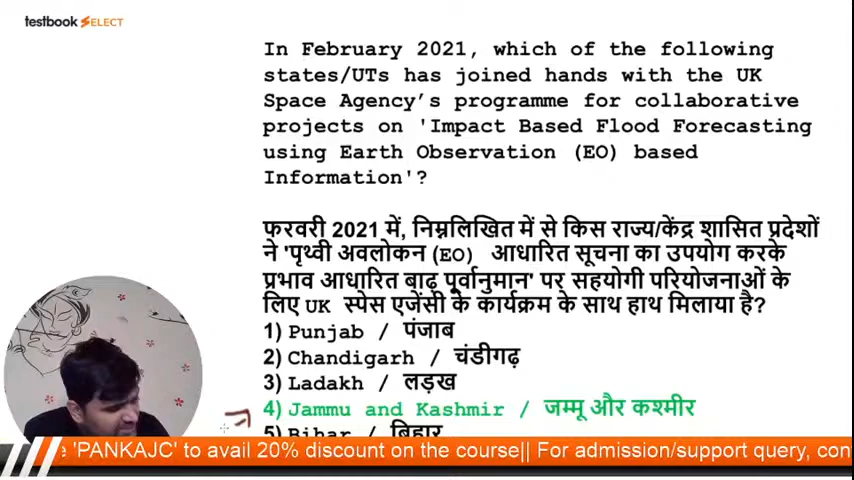 testbook SELECT
In February 2021, which of the following
states/UTs has joined hands with the UK
Space Agency’s programme for collaborative
projects on 'Impact Based Flood Forecasting
using Earth Observation (EO) based
Information'?
फरवरी 2021 में, निम्नलिखित में से किस राज्य/केंद्र शासित प्रदेशों
ने 'पृथ्वी अवलोकन (EO) आधारित सूचना का उपयोग करके
प्रभाव आधारित बाढ़ पूर्वानुमान' पर सहयोगी परियोजनाओं के
लिए UK स्पेस एजेंसी के कार्यक्रम के साथ हाथ मिलाया है?
1) Punjab / पंजाब
2) Chandigarh / चंडीगढ़
3) Ladakh / लड़ख
4) Jammu and Kashmir / जम्मू और कश्मीर
5) Bihar / बिहार
'PANKAJC' to avail 20% discount on the course|| For admission/support query,